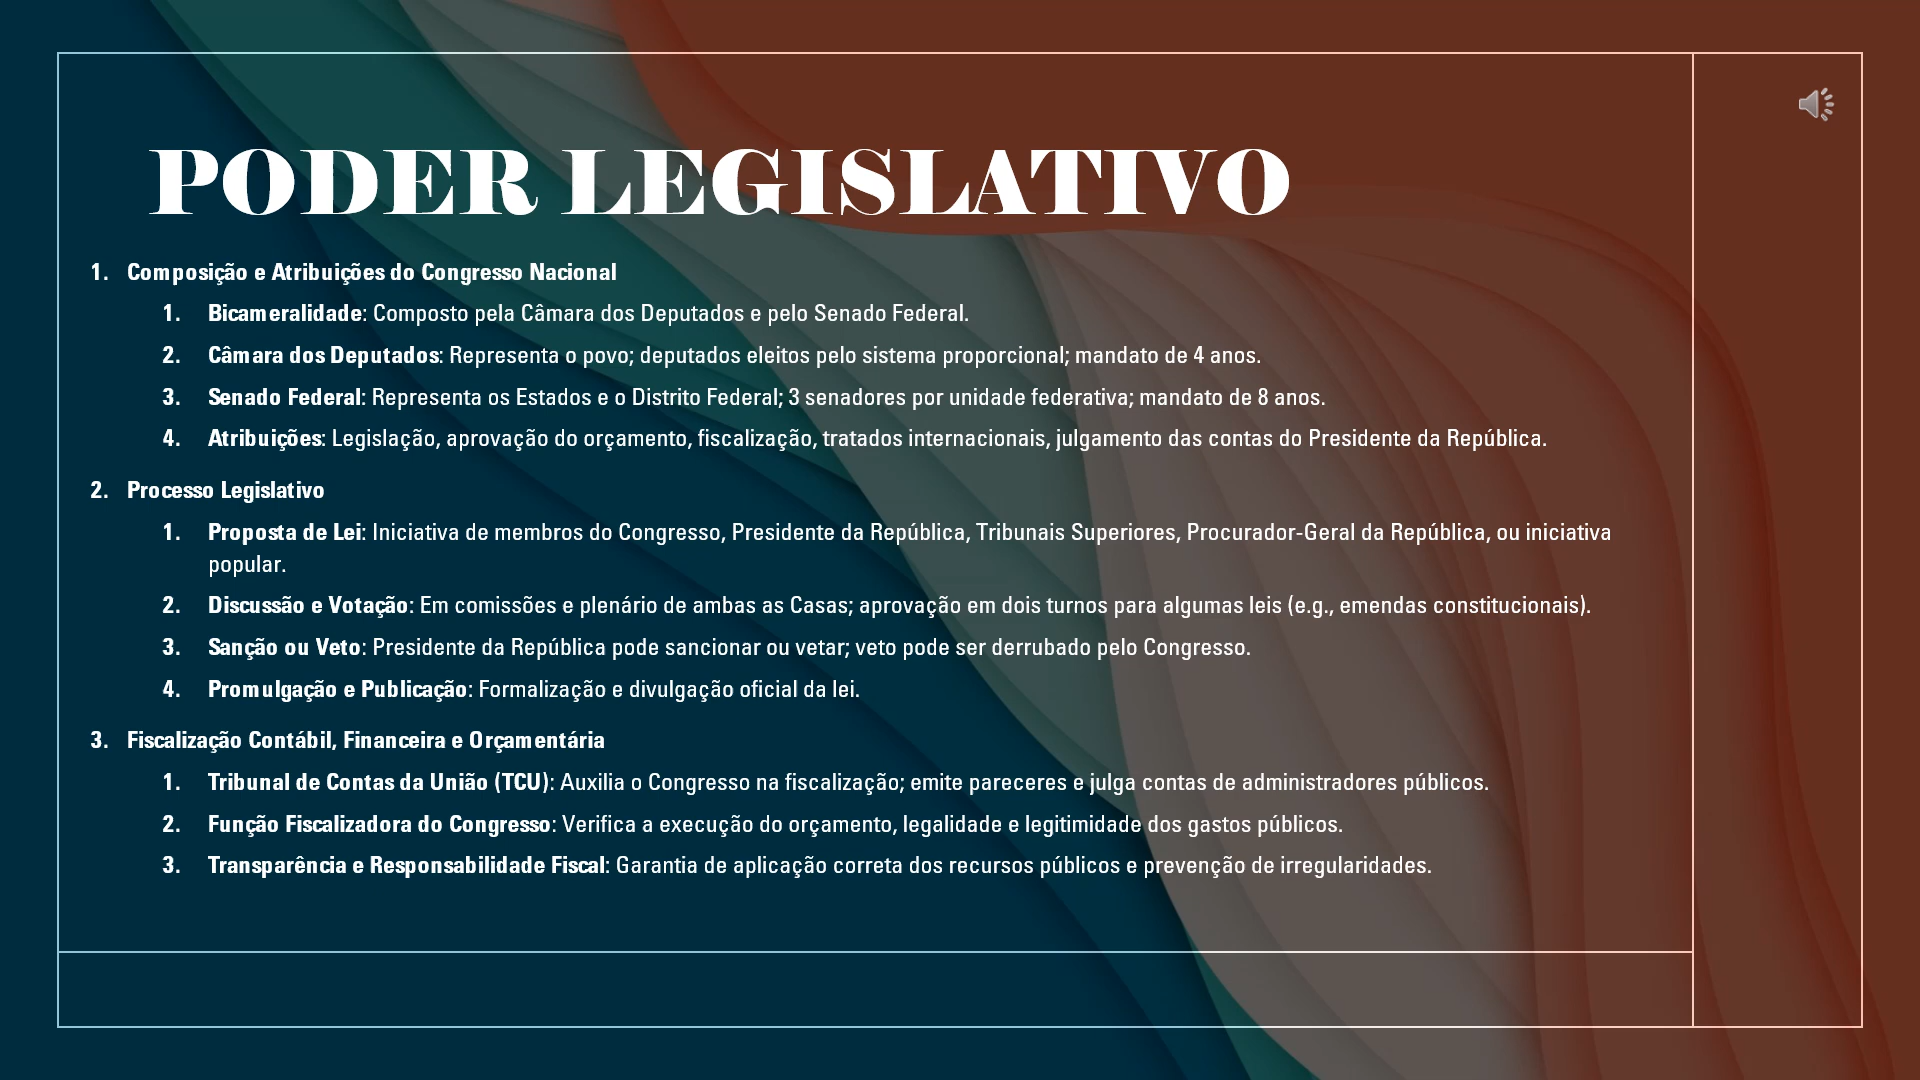 PODER LEGISLATIVO
1. Composição e Atribuições do Congresso Nacional
1. Bicameralidade: Composto pela Câmara dos Deputados e pelo Senado Federal.
2. Câmara dos Deputados: Representa o povo; deputados eleitos pelo sistema proporcional; mandato de 4 anos.
3. Senado Federal: Representa os Estados e o Distrito Federal; 3 senadores por unidade federativa; mandato de 8 anos.
4. Atribuições: Legislação, aprovação do orçamento, fiscalização, tratados internacionais, julgamento das contas do Presidente da República.
2. Processo Legislativo
1. Proposta de Lei: Iniciativa de membros do Congresso, Presidente da República, Tribunais Superiores, Procurador-Geral da República, ou iniciativa
popular.
2. Discussão e Votação: Em comissões e plenário de ambas as Casas; aprovação em dois turnos para algumas leis (e.g., emendas constitucionais).
3. Sanção ou Veto: Presidente da República pode sancionar ou vetar; veto pode ser derrubado pelo Congresso.
4. Promulgação e Publicação: Formalização e divulgação oficial da lei.
3. Fiscalização Contábil, Financeira e Orçamentária
1. Tribunal de Contas da União (TCU): Auxilia o Congresso na fiscalização; emite pareceres e julga contas de administradores públicos.
2. Função Fiscalizadora do Congresso: Verifica a execução do orçamento, legalidade e legitimidade dos gastos públicos.
3. Transparência e Responsabilidade Fiscal: Garantia de aplicação correta dos recursos públicos e prevenção de irregularidades.